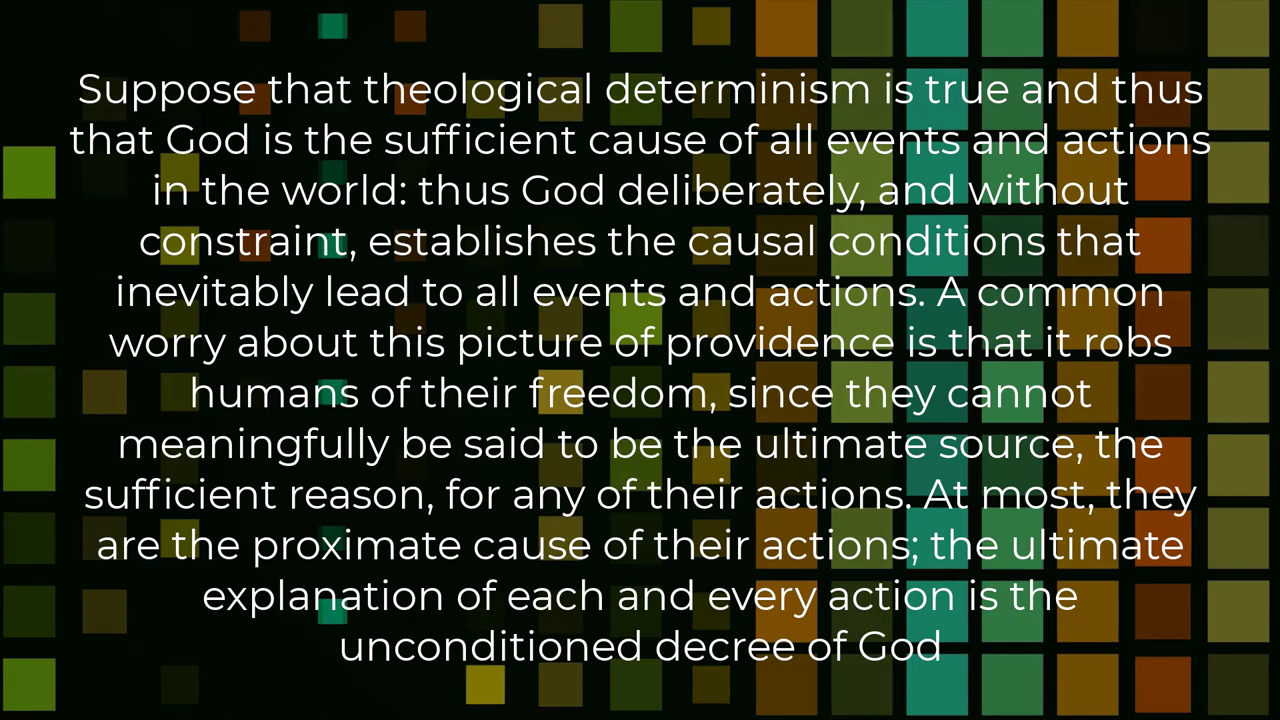 Suppose that theological determinism is true and thus
that God is the sufficient cause of all events and actions
in the world: thus God deliberately, and without
constraint, establishes the causal conditions that
inevitably lead to all events and actions. A common
worry about this picture of providence is that it robs
humans of their freedom, since they cannot
meaningfully be said to be the ultimate source, the
sufficient reason, for any of their actions. At most, they
are the proximate cause of their actions; the ultimate
explanation of each and every action is the
unconditioned decree of God